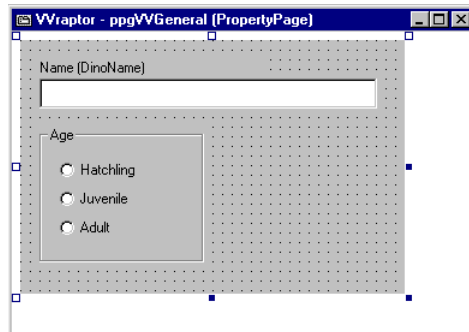 VVraptor - ppgVVGeneral (PropertyPage)
Name (DinoName)
Age
Hatchling
Juvenile
Adult